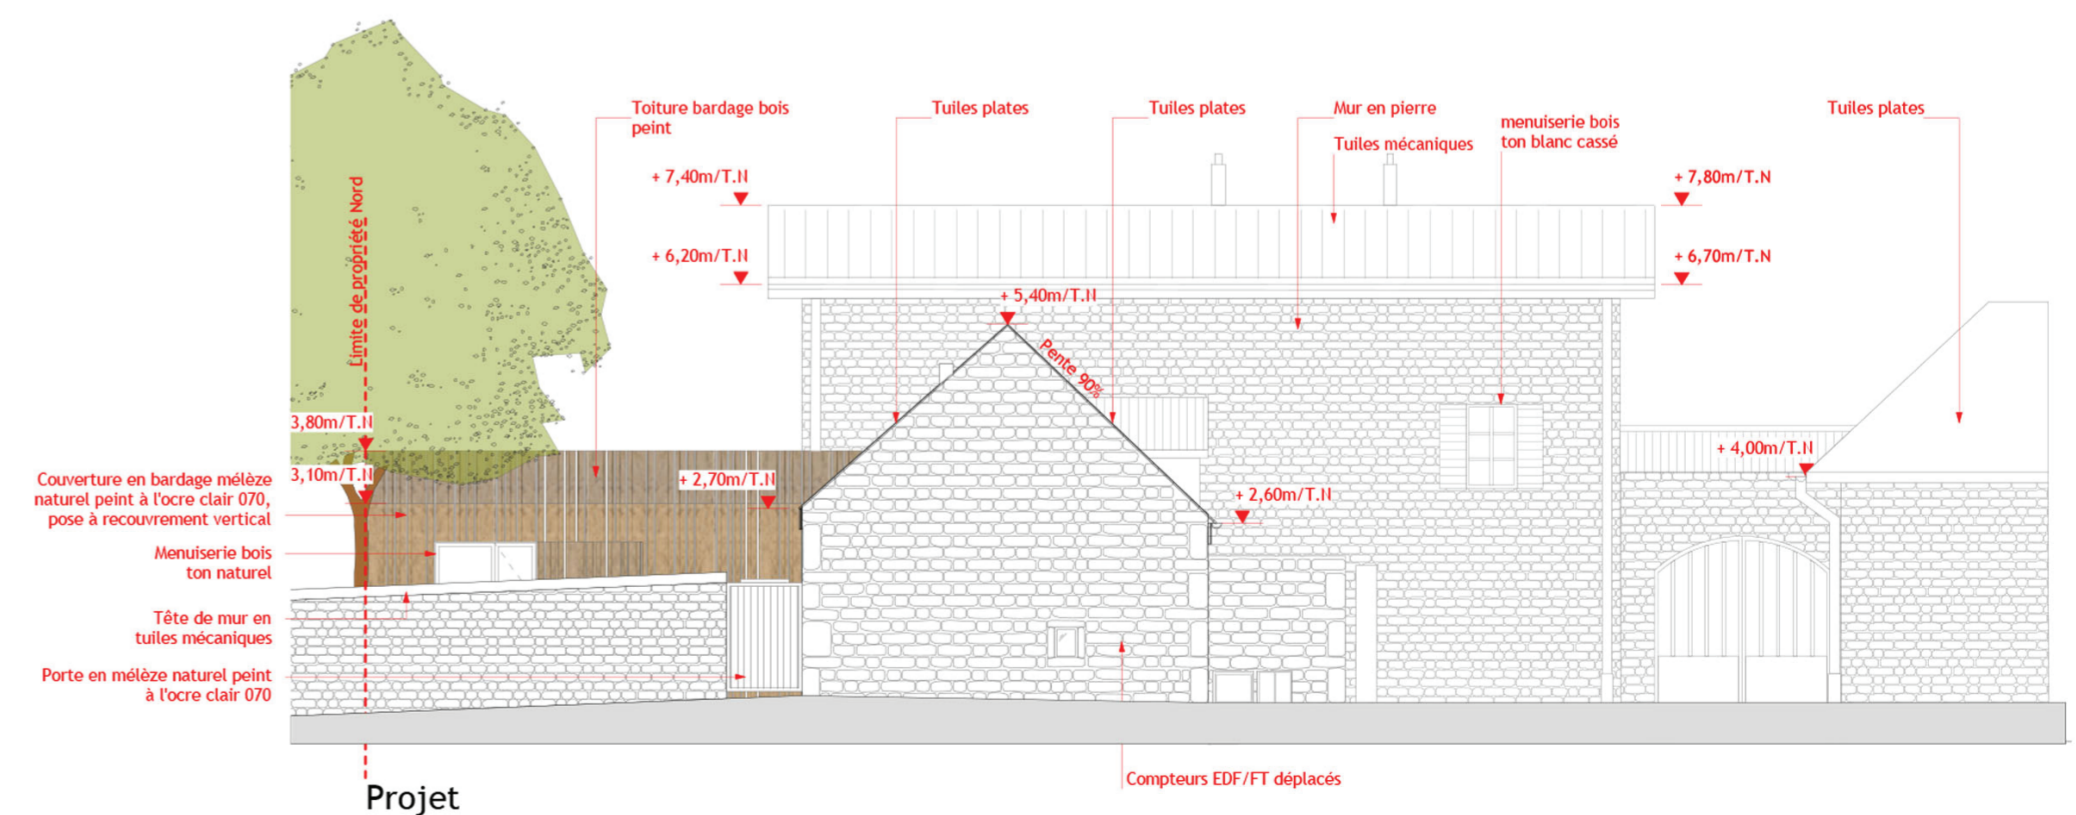 Toiture bardage bois
peint
Tuiles plates
Tuiles plates
Mur en pierre
Tuiles mécaniques
menuiserie bois
ton blanc cassé
Tuiles plates
+ 7,40m/T.N
+ 7,80m/T.N
Limite de propriété Nord
+ 6,20m/T.N
+ 6,70m/T.N
+ 5,40m/T.N
Pente 90%
3,80m/T.N
+ 4,00m/T.N
3,10m/T.N
+ 2,70m/T.N
+ 2,60m/T.N
Couverture en bardage mélèze
naturel peint à l'ocre clair 070,
pose à recouvrement vertical
Menuiserie bois
ton naturel
Tête de mur en
tuiles mécaniques
Porte en mélèze naturel peint
à l'ocre clair 070
Compteurs EDF/FT déplacés
Projet